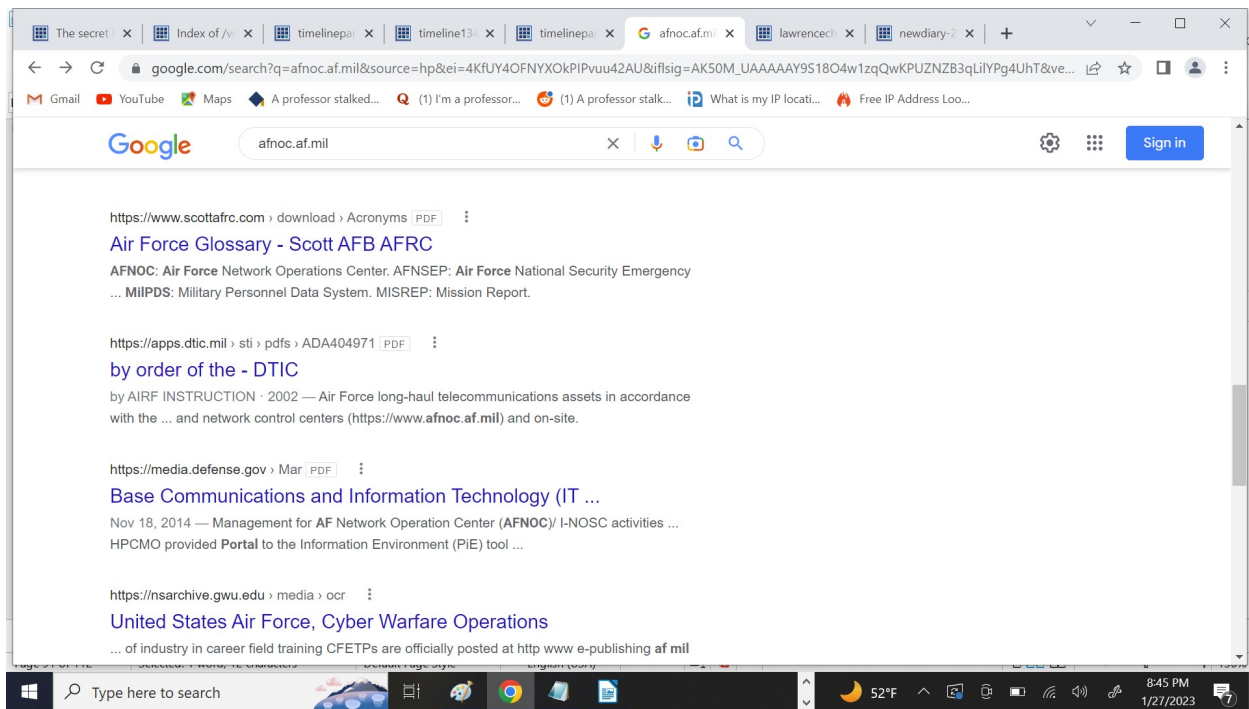 The secret
Index of /v
timelinepar
timeline134
timelinepar
afnoc.af.mi
lawrencech
newdiary-2
google.com/search?q=afnoc.af.mil&source=hp&ei=4KfUY4OFNYXOkPIPvuu42AU&iflsig=AK50M_UAAAAAY9S18O4w1zqQwKPUZNZB3qLilYPg4UhT&ve...
Gmail YouTube Maps A professor stalked... (1) I'm a professor... (1) A professor stalk... What is my IP locati... Free IP Address Loo...
Google afnoc.af.mil Sign in
https://www.scottafrc.com › download › Acronyms PDF
Air Force Glossary - Scott AFB AFRC
AFNOC: Air Force Network Operations Center. AFNSEP: Air Force National Security Emergency
... MilPDS: Military Personnel Data System. MISREP: Mission Report.
https://apps.dtic.mil › sti › pdfs › ADA404971 PDF
by order of the - DTIC
by AIRF INSTRUCTION · 2002 — Air Force long-haul telecommunications assets in accordance
with the ... and network control centers (https://www.afnoc.af.mil) and on-site.
https://media.defense.gov › Mar PDF
Base Communications and Information Technology (IT ...
Nov 18, 2014 — Management for AF Network Operation Center (AFNOC)/ I-NOSC activities ...
HPCMO provided Portal to the Information Environment (PiE) tool ...
https://nsarchive.gwu.edu › media › ocr
United States Air Force, Cyber Warfare Operations
... of industry in career field training CFETPs are officially posted at http www e-publishing af mil
Type here to search
52°F
8:45 PM
1/27/2023
7